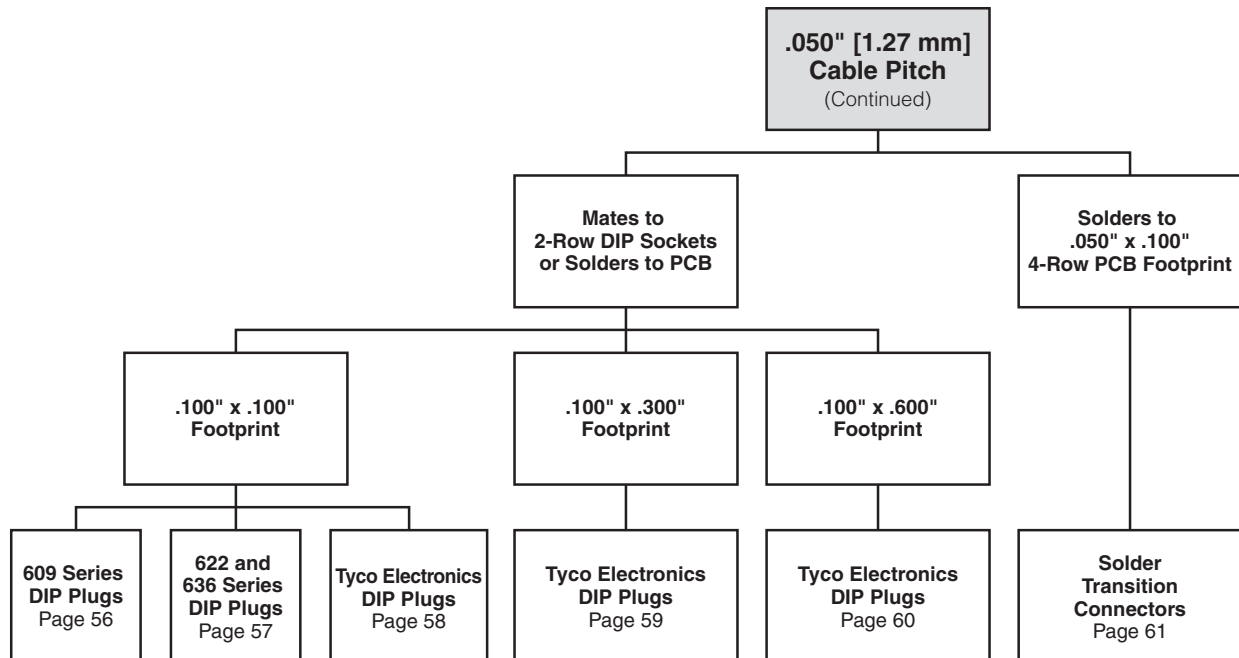 .050" [1.27 mm]
Cable Pitch
(Continued)
Mates to
2-Row DIP Sockets
or Solders to PCB
Solders to
.050" x .100"
4-Row PCB Footprint
.100" x .100"
Footprint
.100" x .300"
Footprint
.100" x .600"
Footprint
609 Series
DIP Plugs
Page 56
622 and
636 Series
DIP Plugs
Page 57
Tyco Electronics
DIP Plugs
Page 58
Tyco Electronics
DIP Plugs
Page 59
Tyco Electronics
DIP Plugs
Page 60
Solder
Transition
Connectors
Page 61